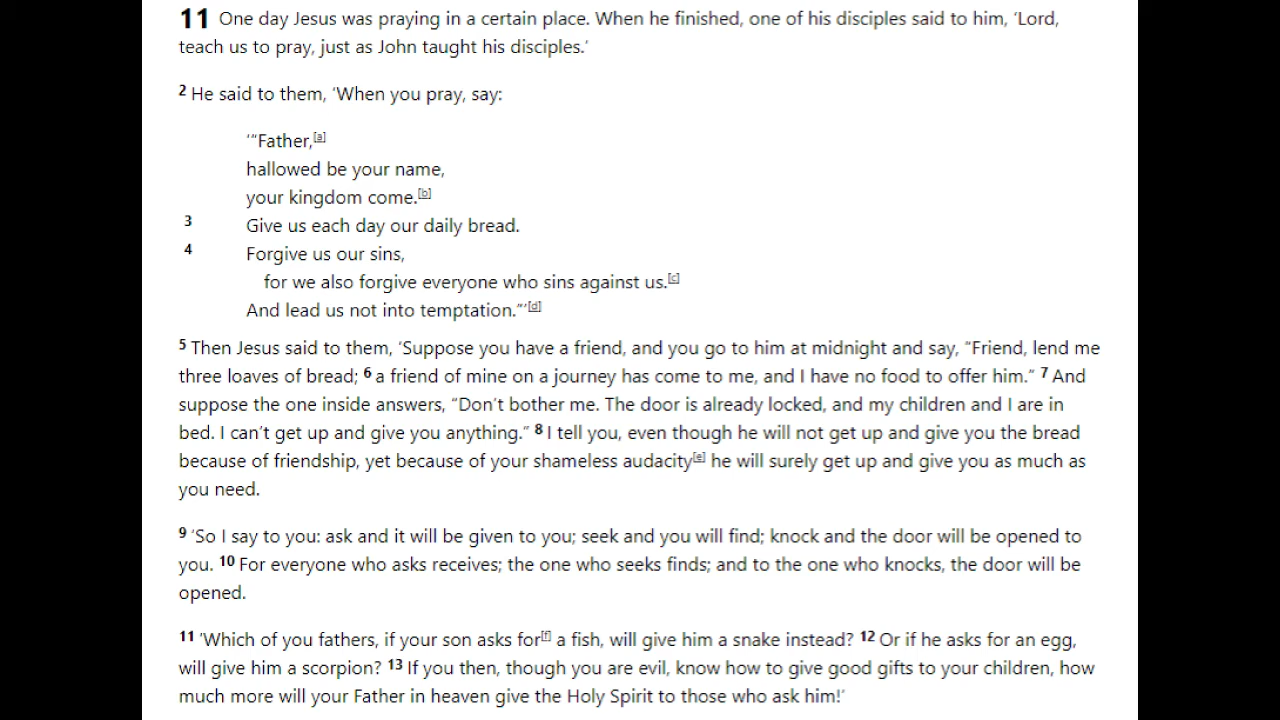 11 One day Jesus was praying in a certain place. When he finished, one of his disciples said to him, ‘Lord,
teach us to pray, just as John taught his disciples.’
2 He said to them, ‘When you pray, say:
‘“Father,[a]
hallowed be your name,
your kingdom come.[b]
3 Give us each day our daily bread.
4 Forgive us our sins,
for we also forgive everyone who sins against us.[c]
And lead us not into temptation.”’[d]
5 Then Jesus said to them, ‘Suppose you have a friend, and you go to him at midnight and say, “Friend, lend me
three loaves of bread; 6 a friend of mine on a journey has come to me, and I have no food to offer him.” 7 And
suppose the one inside answers, “Don’t bother me. The door is already locked, and my children and I are in
bed. I can’t get up and give you anything.” 8 I tell you, even though he will not get up and give you the bread
because of friendship, yet because of your shameless audacity[e] he will surely get up and give you as much as
you need.
9 ‘So I say to you: ask and it will be given to you; seek and you will find; knock and the door will be opened to
you. 10 For everyone who asks receives; the one who seeks finds; and to the one who knocks, the door will be
opened.
11 ‘Which of you fathers, if your son asks for[f] a fish, will give him a snake instead? 12 Or if he asks for an egg,
will give him a scorpion? 13 If you then, though you are evil, know how to give good gifts to your children, how
much more will your Father in heaven give the Holy Spirit to those who ask him!’